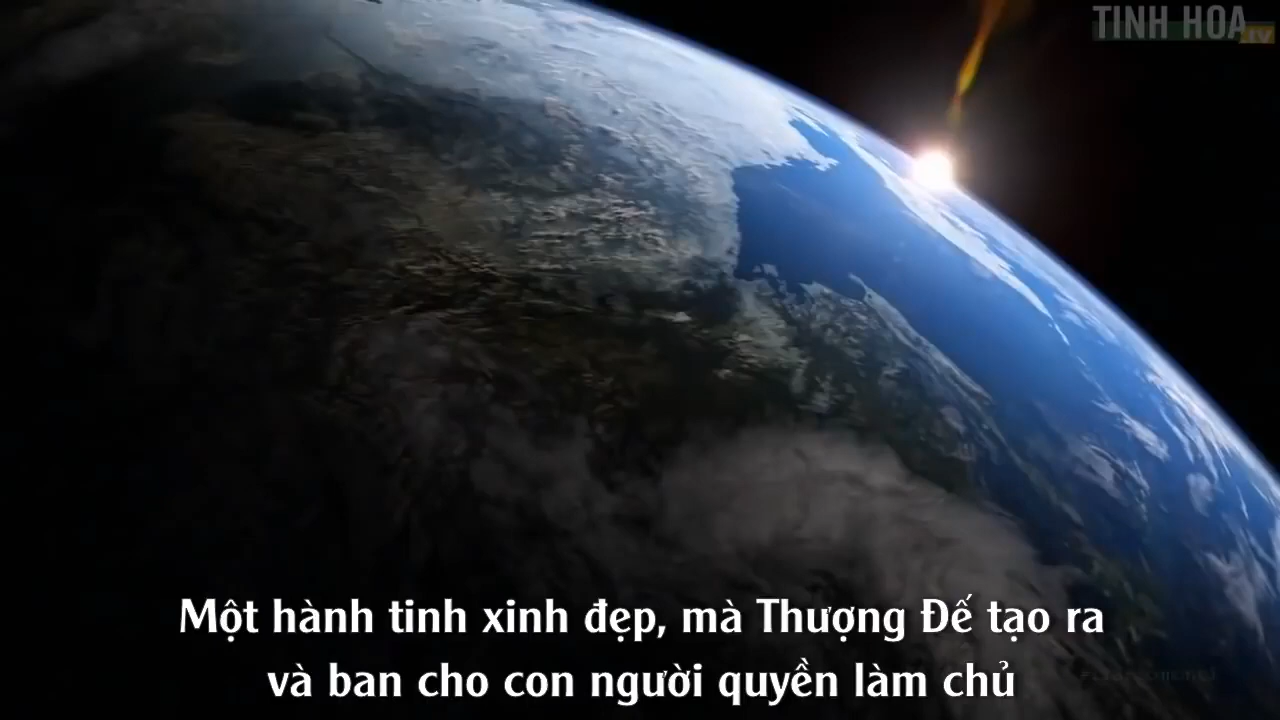 TINH HOA TV
Một hành tinh xinh đẹp, mà Thượng Đế tạo ra
và ban cho con người quyền làm chủ